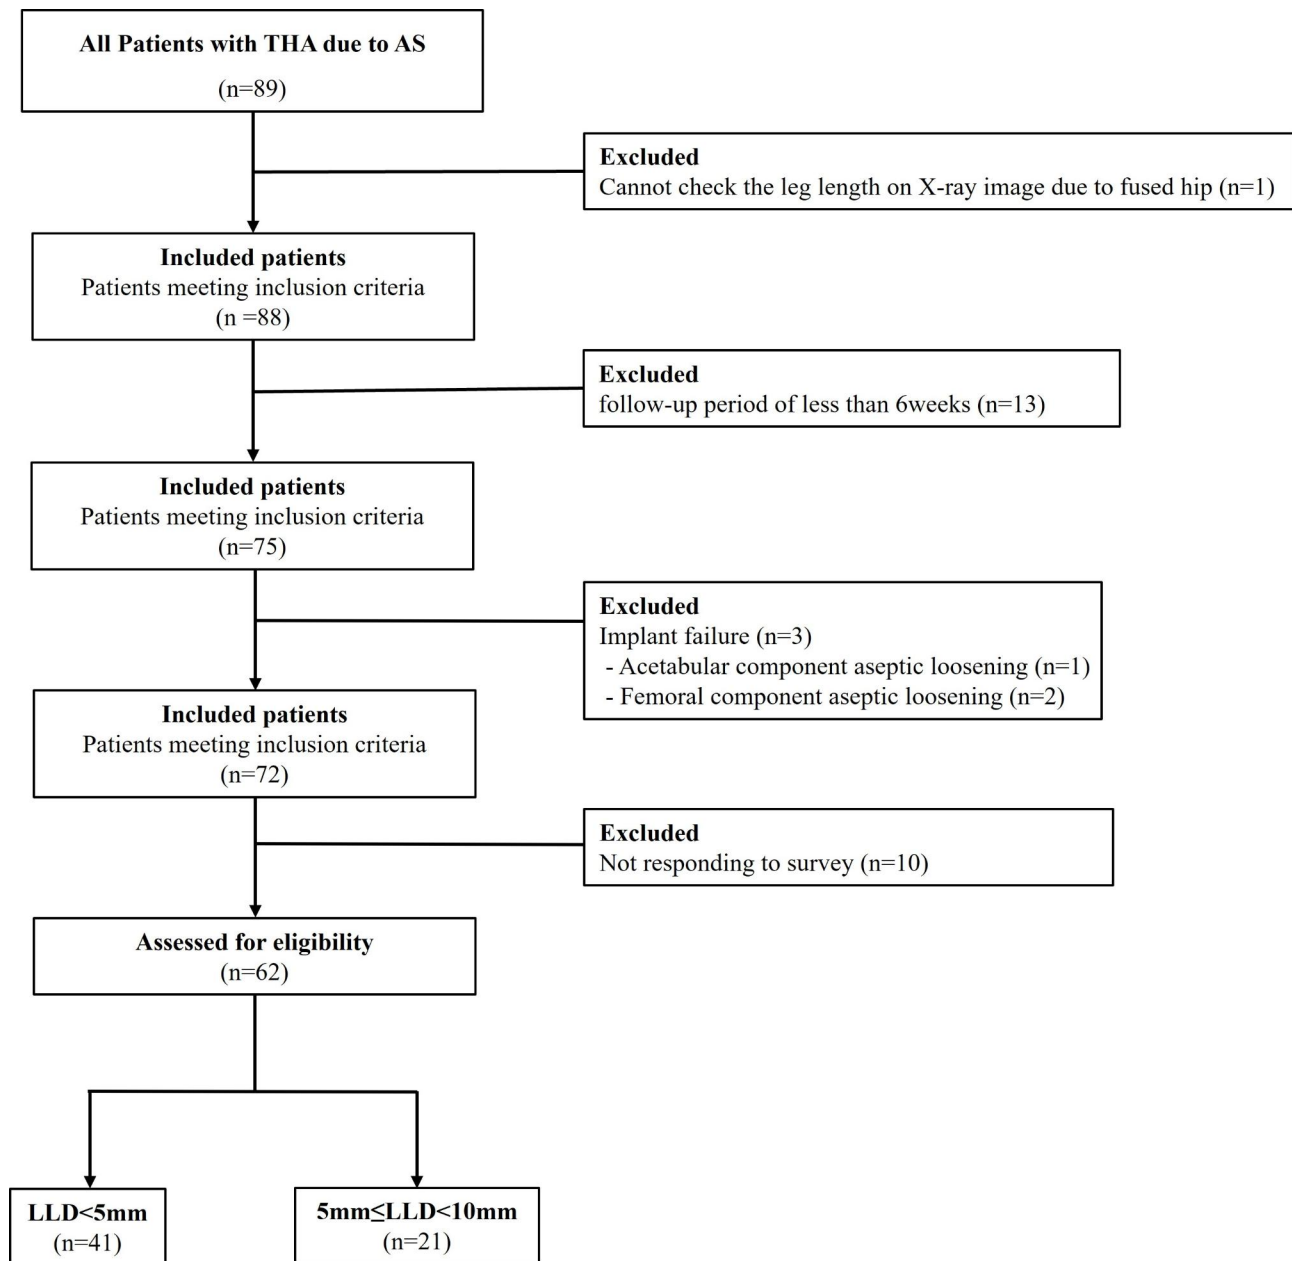 All Patients with THA due to AS
(n=89)
Excluded
Cannot check the leg length on X-ray image due to fused hip (n=1)
Included patients
Patients meeting inclusion criteria
(n =88)
Excluded
follow-up period of less than 6weeks (n=13)
Included patients
Patients meeting inclusion criteria
(n=75)
Excluded
Implant failure (n=3)
- Acetabular component aseptic loosening (n=1)
- Femoral component aseptic loosening (n=2)
Included patients
Patients meeting inclusion criteria
(n=72)
Excluded
Not responding to survey (n=10)
Assessed for eligibility
(n=62)
LLD<5mm
(n=41)
5mm≤LLD<10mm
(n=21)